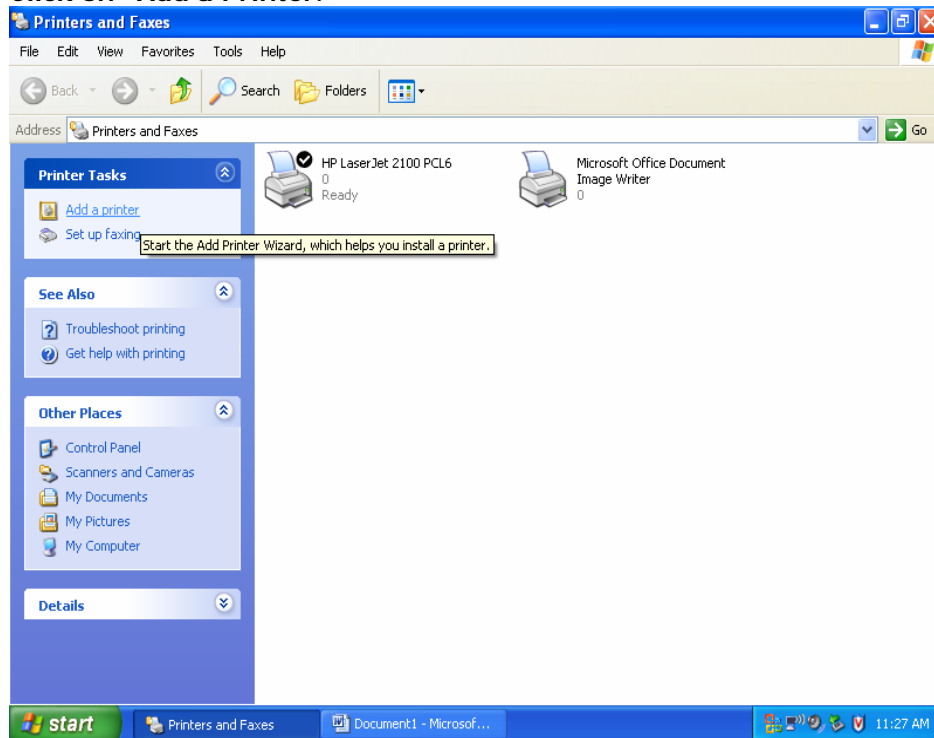 Click on "Add a Printer.
Printers and Faxes
File Edit View Favorites Tools Help
Back Search Folders
Address Printers and Faxes Go
Printer Tasks
Add a printer
Set up faxing
Start the Add Printer Wizard, which helps you install a printer.
See Also
Troubleshoot printing
Get help with printing
Other Places
Control Panel
Scanners and Cameras
My Documents
My Pictures
My Computer
Details
HP LaserJet 2100 PCL6
0
Ready
Microsoft Office Document
Image Writer
0
start Printers and Faxes Document1 - Microsof... 11:27 AM